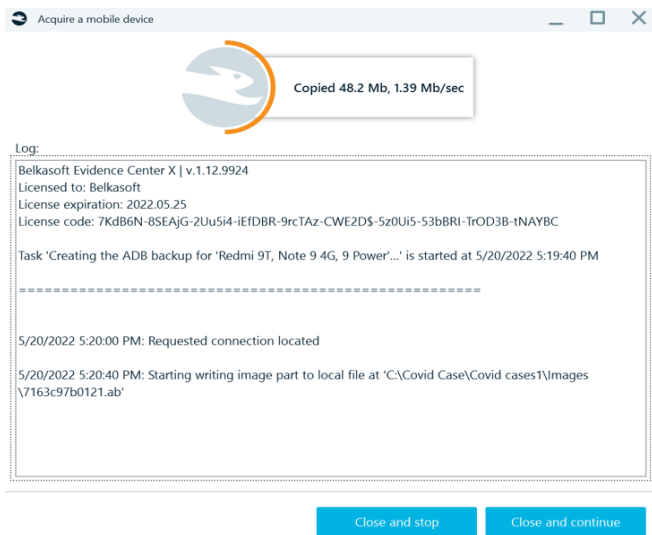 Acquire a mobile device
Copied 48.2 Mb, 1.39 Mb/sec
Log:
Belkasoft Evidence Center X | v.1.12.9924
Licensed to: Belkasoft
License expiration: 2022.05.25
License code: 7KdB6N-8SEAjG-2Uu5i4-iEfDBR-9rcTAz-CWE2D$-5z0Ui5-53bBRI-TrOD3B-tNAYBC
Task 'Creating the ADB backup for 'Redmi 9T, Note 9 4G, 9 Power'...' is started at 5/20/2022 5:19:40 PM
=======================================================
5/20/2022 5:20:00 PM: Requested connection located
5/20/2022 5:20:40 PM: Starting writing image part to local file at 'C:\Covid Case\Covid cases1\Images
\7163c97b0121.ab'
Close and stop
Close and continue